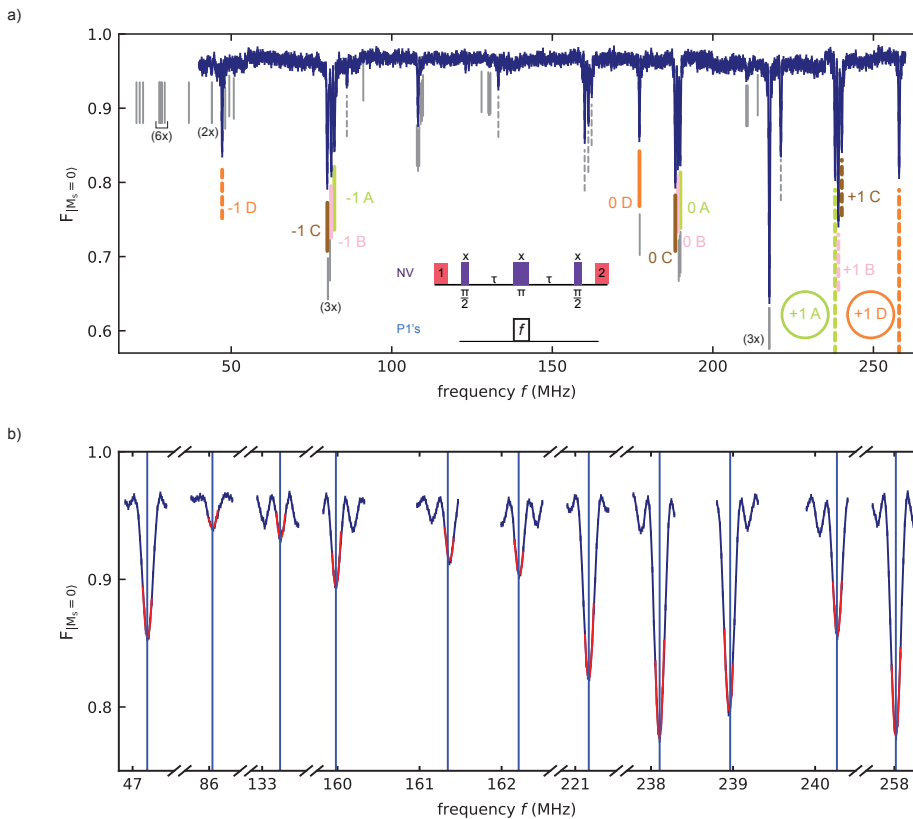 a)
1.0
0.9
0.8
0.7
0.6
F|Mₛ = 0⟩
(6x)
(2x)
-1 D
-1 C
-1 A
-1 B
(3x)
0 D
0 C
0 A
0 B
(3x)
+1 C
+1 B
+1 A
+1 D
NV
1
x
x
x
2
π/2
τ
π
τ
π/2
P1's
f
50
100
150
200
250
frequency f (MHz)
b)
1.0
0.9
0.8
0.7
F|Mₛ = 0⟩
47
86
133
160
161
162
221
238
239
240
258
frequency f (MHz)